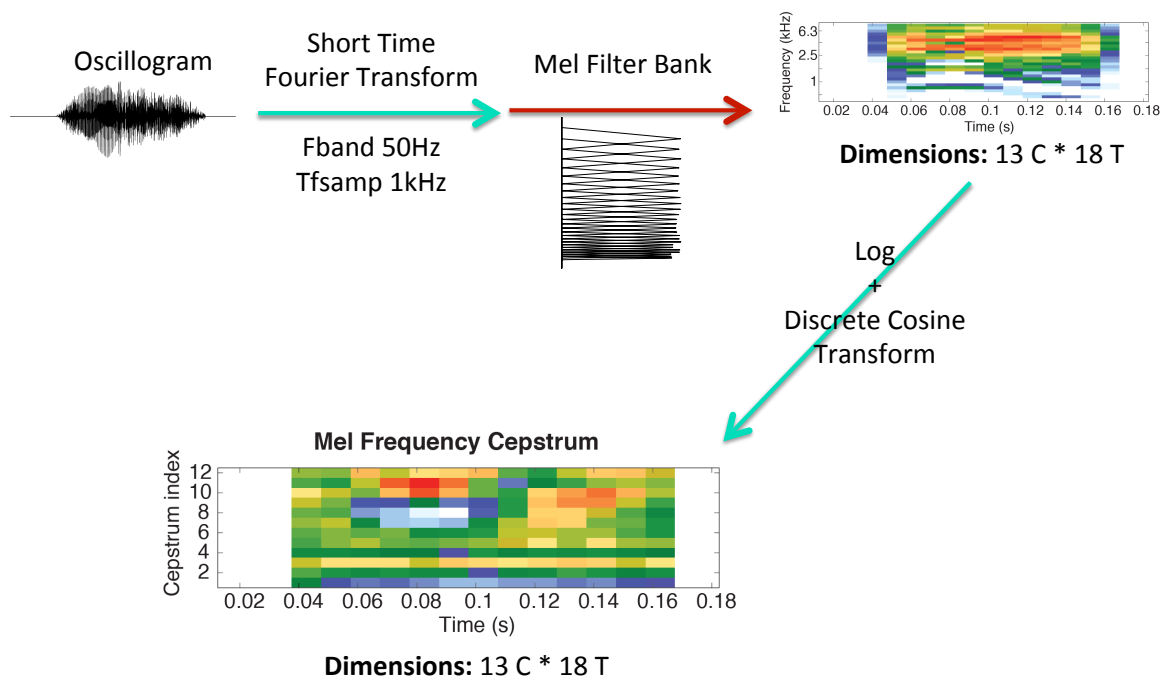 Oscillogram
Short Time
Fourier Transform
Fband 50Hz
Tfsamp 1kHz
Mel Filter Bank
Frequency (kHz)
6.3
2.5
1
0.02 0.04 0.06 0.08 0.1 0.12 0.14 0.16 0.18
Time (s)
Dimensions: 13 C * 18 T
Log
+
Discrete Cosine
Transform
Mel Frequency Cepstrum
Cepstrum index
12
10
8
6
4
2
0.02 0.04 0.06 0.08 0.1 0.12 0.14 0.16 0.18
Time (s)
Dimensions: 13 C * 18 T